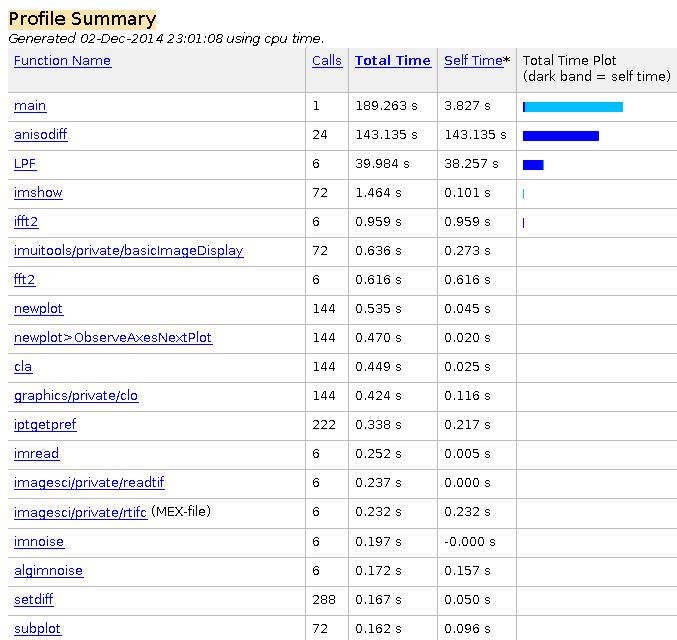 Profile Summary
Generated 02-Dec-2014 23:01:08 using cpu time.
Function Name Calls Total Time Self Time* Total Time Plot
(dark band = self time)
main 1 189.263 s 3.827 s
anisodiff 24 143.135 s 143.135 s
LPF 6 39.984 s 38.257 s
imshow 72 1.464 s 0.101 s
ifft2 6 0.959 s 0.959 s
imuitools/private/basicImageDisplay 72 0.636 s 0.273 s
fft2 6 0.616 s 0.616 s
newplot 144 0.535 s 0.045 s
newplot>ObserveAxesNextPlot 144 0.470 s 0.020 s
cla 144 0.449 s 0.025 s
graphics/private/clo 144 0.424 s 0.116 s
iptgetpref 222 0.338 s 0.217 s
imread 6 0.252 s 0.005 s
imagesci/private/readtif 6 0.237 s 0.000 s
imagesci/private/rtifc (MEX-file) 6 0.232 s 0.232 s
imnoise 6 0.197 s -0.000 s
algimnoise 6 0.172 s 0.157 s
setdiff 288 0.167 s 0.050 s
subplot 72 0.162 s 0.096 s